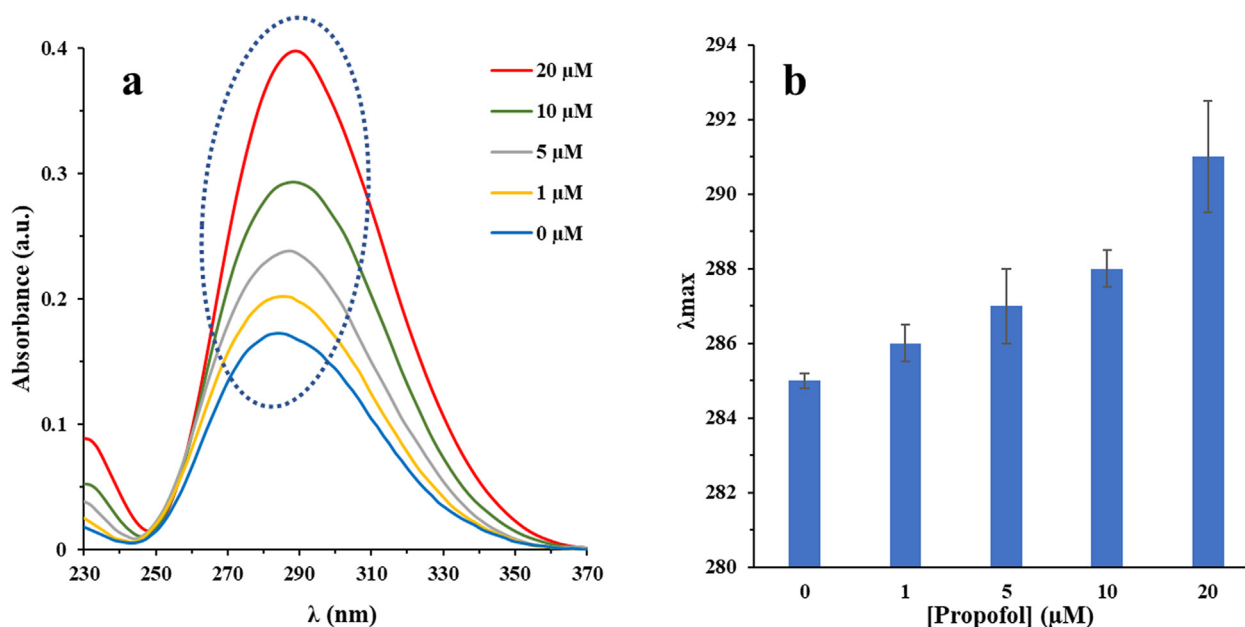 a
0.4
0.3
0.2
0.1
0
Absorbance (a.u.)
230 250 270 290 310 330 350 370
λ (nm)
20 μM
10 μM
5 μM
1 μM
0 μM
b
294
292
290
288
286
284
282
280
λmax
0 1 5 10 20
[Propofol] (μM)